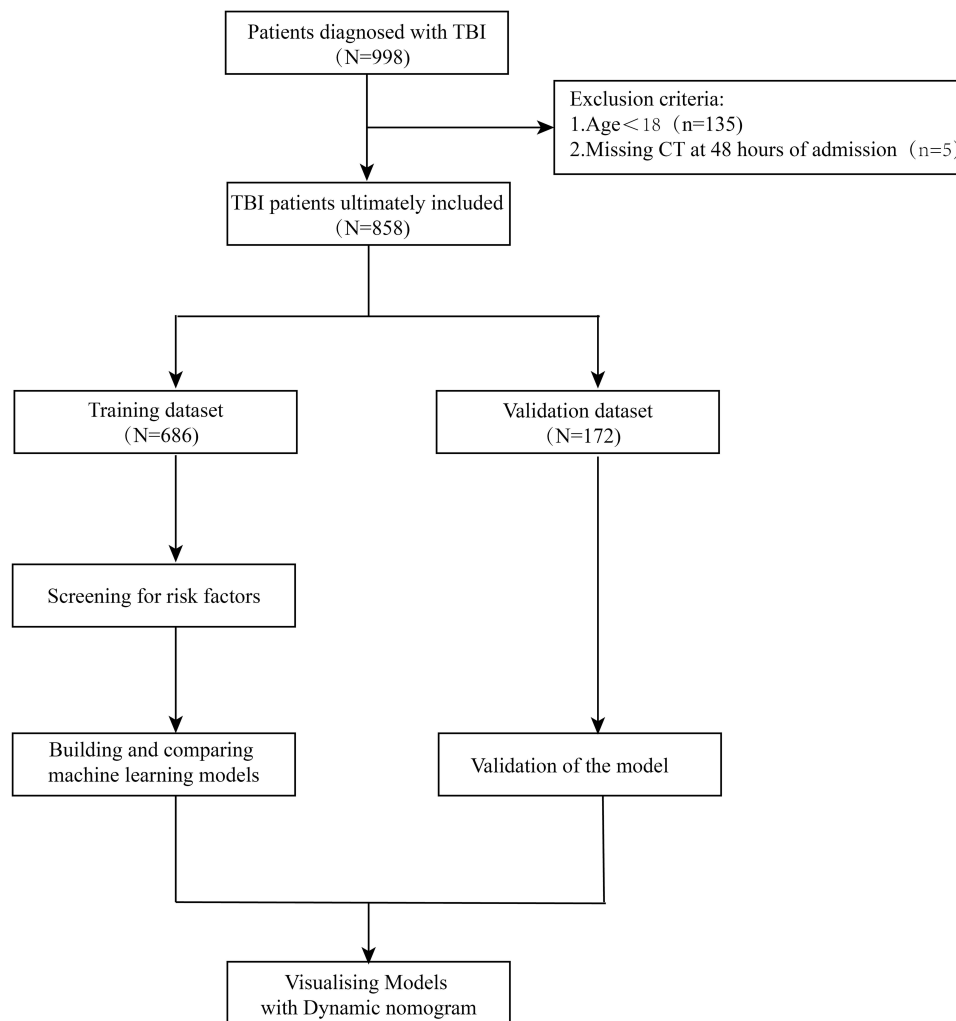 Patients diagnosed with TBI
（N=998）
Exclusion criteria:
1.Age＜18（n=135）
2.Missing CT at 48 hours of admission（n=5）
TBI patients ultimately included
（N=858）
Training dataset
（N=686）
Validation dataset
（N=172）
Screening for risk factors
Building and comparing
machine learning models
Validation of the model
Visualising Models
with Dynamic nomogram